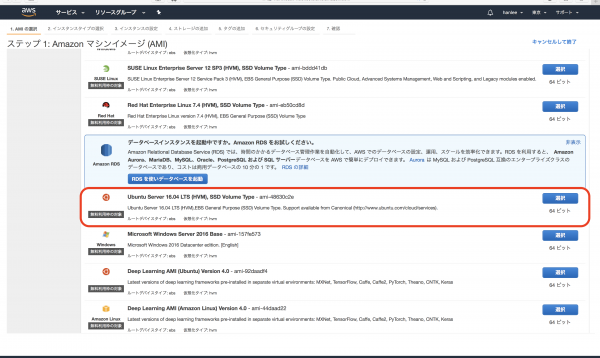 aws
サービス
リソースグループ
hanlee
東京
サポート
1. AMI の選択
2. インスタンスタイプの選択
3. インスタンスの設定
4. ストレージの追加
5. タグの追加
6. セキュリティグループの設定
7. 確認
ステップ 1: Amazon マシンイメージ (AMI)
キャンセルして終了
ルートデバイスタイプ: ebs 仮想化タイプ: hvm
SUSE Linux
無料利用枠の対象
SUSE Linux Enterprise Server 12 SP3 (HVM), SSD Volume Type - ami-bddd41db
SUSE Linux Enterprise Server 12 Service Pack 3 (HVM), EBS General Purpose (SSD) Volume Type. Public Cloud, Advanced Systems Management, Web and Scripting, and Legacy modules enabled.
ルートデバイスタイプ: ebs 仮想化タイプ: hvm
選択
64 ビット
Red Hat
無料利用枠の対象
Red Hat Enterprise Linux 7.4 (HVM), SSD Volume Type - ami-eb50cd8d
Red Hat Enterprise Linux version 7.4 (HVM), EBS General Purpose (SSD) Volume Type
ルートデバイスタイプ: ebs 仮想化タイプ: hvm
選択
64 ビット
Amazon RDS
データベースインスタンスを起動中ですか。Amazon RDS をお試しください。
非表示
Amazon Relational Database Service (RDS) では、時間のかかるデータベース管理作業を自動化して、AWS でのデータベースの設定、運用、スケールを効率化できます。RDS を利用すると、 Amazon
Aurora、MariaDB、MySQL、Oracle、PostgreSQL および SQL サーバーデータベースを AWS で簡単にデプロイできます。 Aurora は MySQL および PostgreSQL 互換のエンタープライズクラスの
データベースであり、コストは商用データベースの 10 分の 1 です。 RDS の詳細
RDS を使いデータベースを起動
無料利用枠の対象
Ubuntu Server 16.04 LTS (HVM), SSD Volume Type - ami-48630c2e
Ubuntu Server 16.04 LTS (HVM),EBS General Purpose (SSD) Volume Type. Support available from Canonical (http://www.ubuntu.com/cloud/services).
ルートデバイスタイプ: ebs 仮想化タイプ: hvm
選択
64 ビット
Windows
無料利用枠の対象
Microsoft Windows Server 2016 Base - ami-157fe573
Microsoft Windows 2016 Datacenter edition. [English]
ルートデバイスタイプ: ebs 仮想化タイプ: hvm
選択
64 ビット
無料利用枠の対象
Deep Learning AMI (Ubuntu) Version 4.0 - ami-92daadf4
Latest versions of deep learning frameworks pre-installed in separate virtual environments: MXNet, TensorFlow, Caffe, Caffe2, PyTorch, Theano, CNTK, Keras
ルートデバイスタイプ: ebs 仮想化タイプ: hvm
選択
64 ビット
Amazon Linux
無料利用枠の対象
Deep Learning AMI (Amazon Linux) Version 4.0 - ami-44daad22
Latest versions of deep learning frameworks pre-installed in separate virtual environments: MXNet, TensorFlow, Caffe, Caffe2, PyTorch, Theano, CNTK, Keras
ルートデバイスタイプ: ebs 仮想化タイプ: hvm
選択
64 ビット